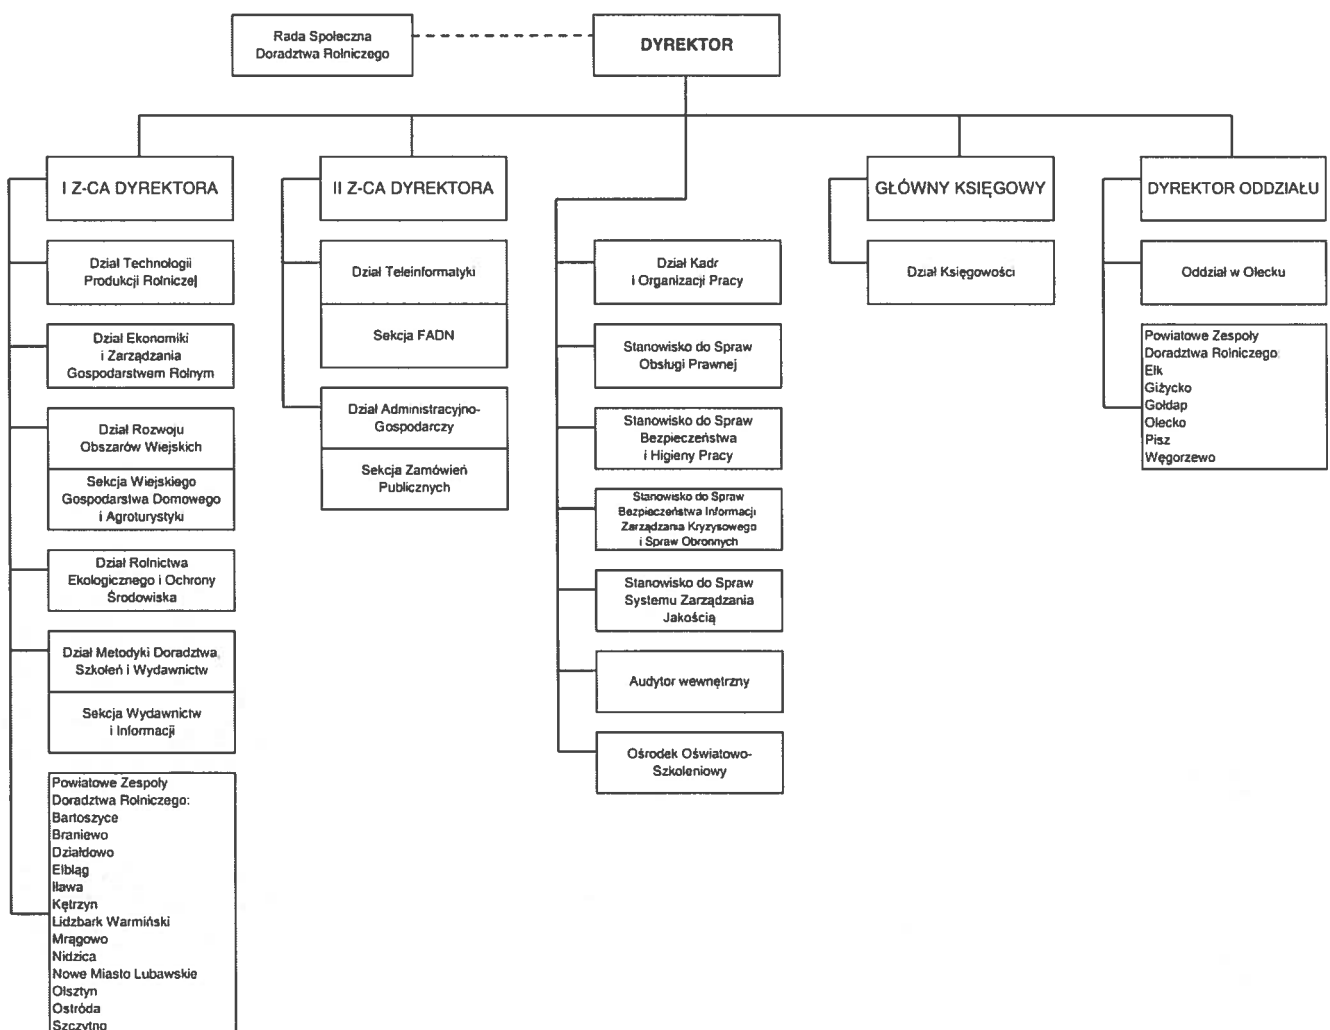 Rada Społeczna
Doradztwa Rolniczego
DYREKTOR
I Z-CA DYREKTORA
II Z-CA DYREKTORA
GŁÓWNY KSIĘGOWY
DYREKTOR ODDZIAŁU
Dział Technologii
Produkcji Rolniczej
Dział Ekonomiki
i Zarządzania
Gospodarstwem Rolnym
Dział Rozwoju
Obszarów Wiejskich
Sekcja Wiejskiego
Gospodarstwa Domowego
i Agroturystyki
Dział Rolnictwa
Ekologicznego i Ochrony
Środowiska
Dział Metodyki Doradztwa,
Szkoleń i Wydawnictw
Sekcja Wydawnictw
i Informacji
Powiatowe Zespoły
Doradztwa Rolniczego:
Bartoszyce
Braniewo
Działdowo
Elbląg
Iława
Kętrzyn
Lidzbark Warmiński
Mrągowo
Nidzica
Nowe Miasto Lubawskie
Olsztyn
Ostróda
Szczytno
Dział Teleinformatyki
Sekcja FADN
Dział Administracyjno-
Gospodarczy
Sekcja Zamówień
Publicznych
Dział Kadr
i Organizacji Pracy
Stanowisko do Spraw
Obsługi Prawnej
Stanowisko do Spraw
Bezpieczeństwa
i Higieny Pracy
Stanowisko do Spraw
Bezpieczeństwa Informacji
Zarządzania Kryzysowego
i Spraw Obronnych
Stanowisko do Spraw
Systemu Zarządzania
Jakością
Audytor wewnętrzny
Ośrodek Oświatowo-
Szkoleniowy
Dział Księgowości
Oddział w Olecku
Powiatowe Zespoły
Doradztwa Rolniczego:
Ełk
Giżycko
Gołdap
Olecko
Pisz
Węgorzewo